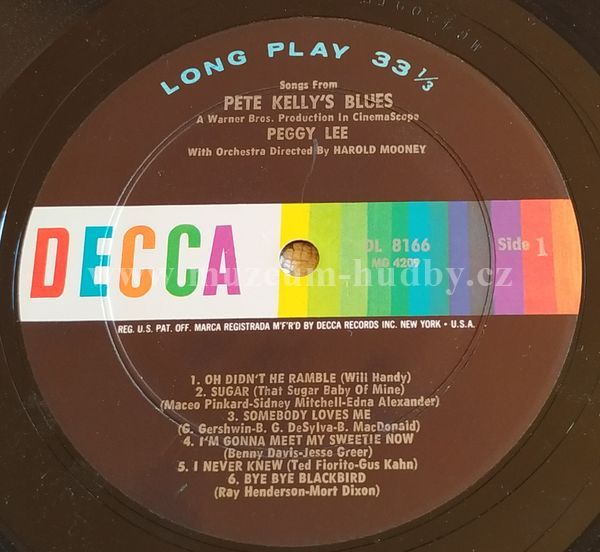 LONG PLAY 33 1/3
Songs From
PETE KELLY'S BLUES
A Warner Bros. Production In CinemaScope
PEGGY LEE
With Orchestra Directed By HAROLD MOONEY
DECCA
DL 8166
MG 4209
Side 1
www.muzeum-hudby.cz
REG. U.S. PAT. OFF. MARCA REGISTRADA M'F'R'D BY DECCA RECORDS INC. NEW YORK • U.S.A.
1. OH DIDN'T HE RAMBLE (Will Handy)
2. SUGAR (That Sugar Baby Of Mine)
(Maceo Pinkard-Sidney Mitchell-Edna Alexander)
3. SOMEBODY LOVES ME
(G. Gershwin-B. G. DeSylva-B. MacDonald)
4. I'M GONNA MEET MY SWEETIE NOW
(Benny Davis-Jesse Greer)
5. I NEVER KNEW (Ted Fiorito-Gus Kahn)
6. BYE BYE BLACKBIRD
(Ray Henderson-Mort Dixon)